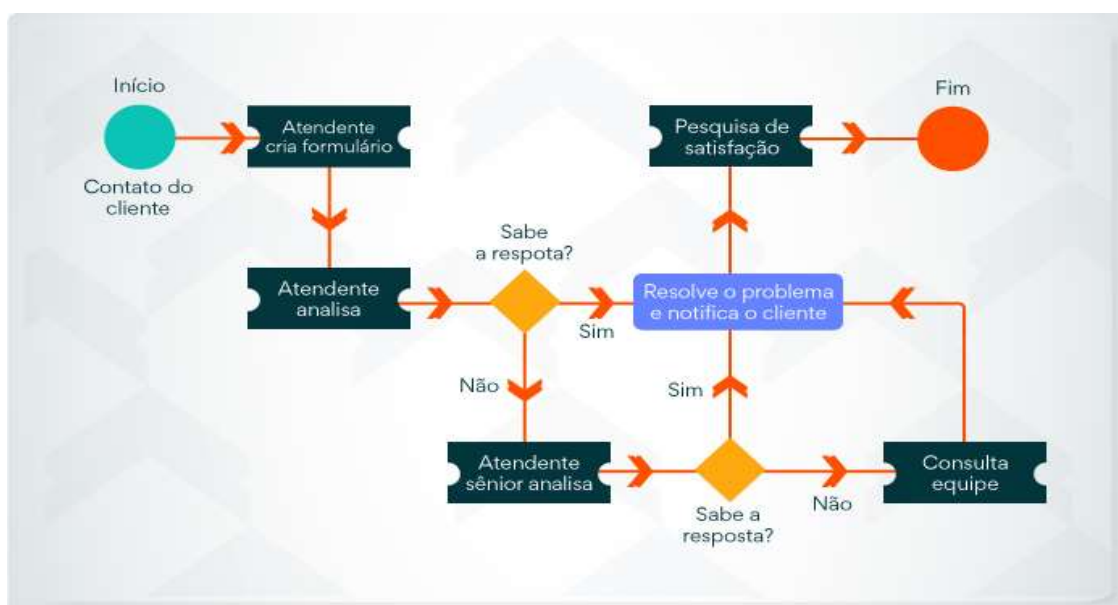 Início
Contato do
cliente
Atendente
cria formulário
Atendente
analisa
Sabe
a respota?
Sim
Não
Resolve o problema
e notifica o cliente
Pesquisa de
satisfação
Fim
Atendente
sênior analisa
Sabe a
resposta?
Sim
Não
Consulta
equipe